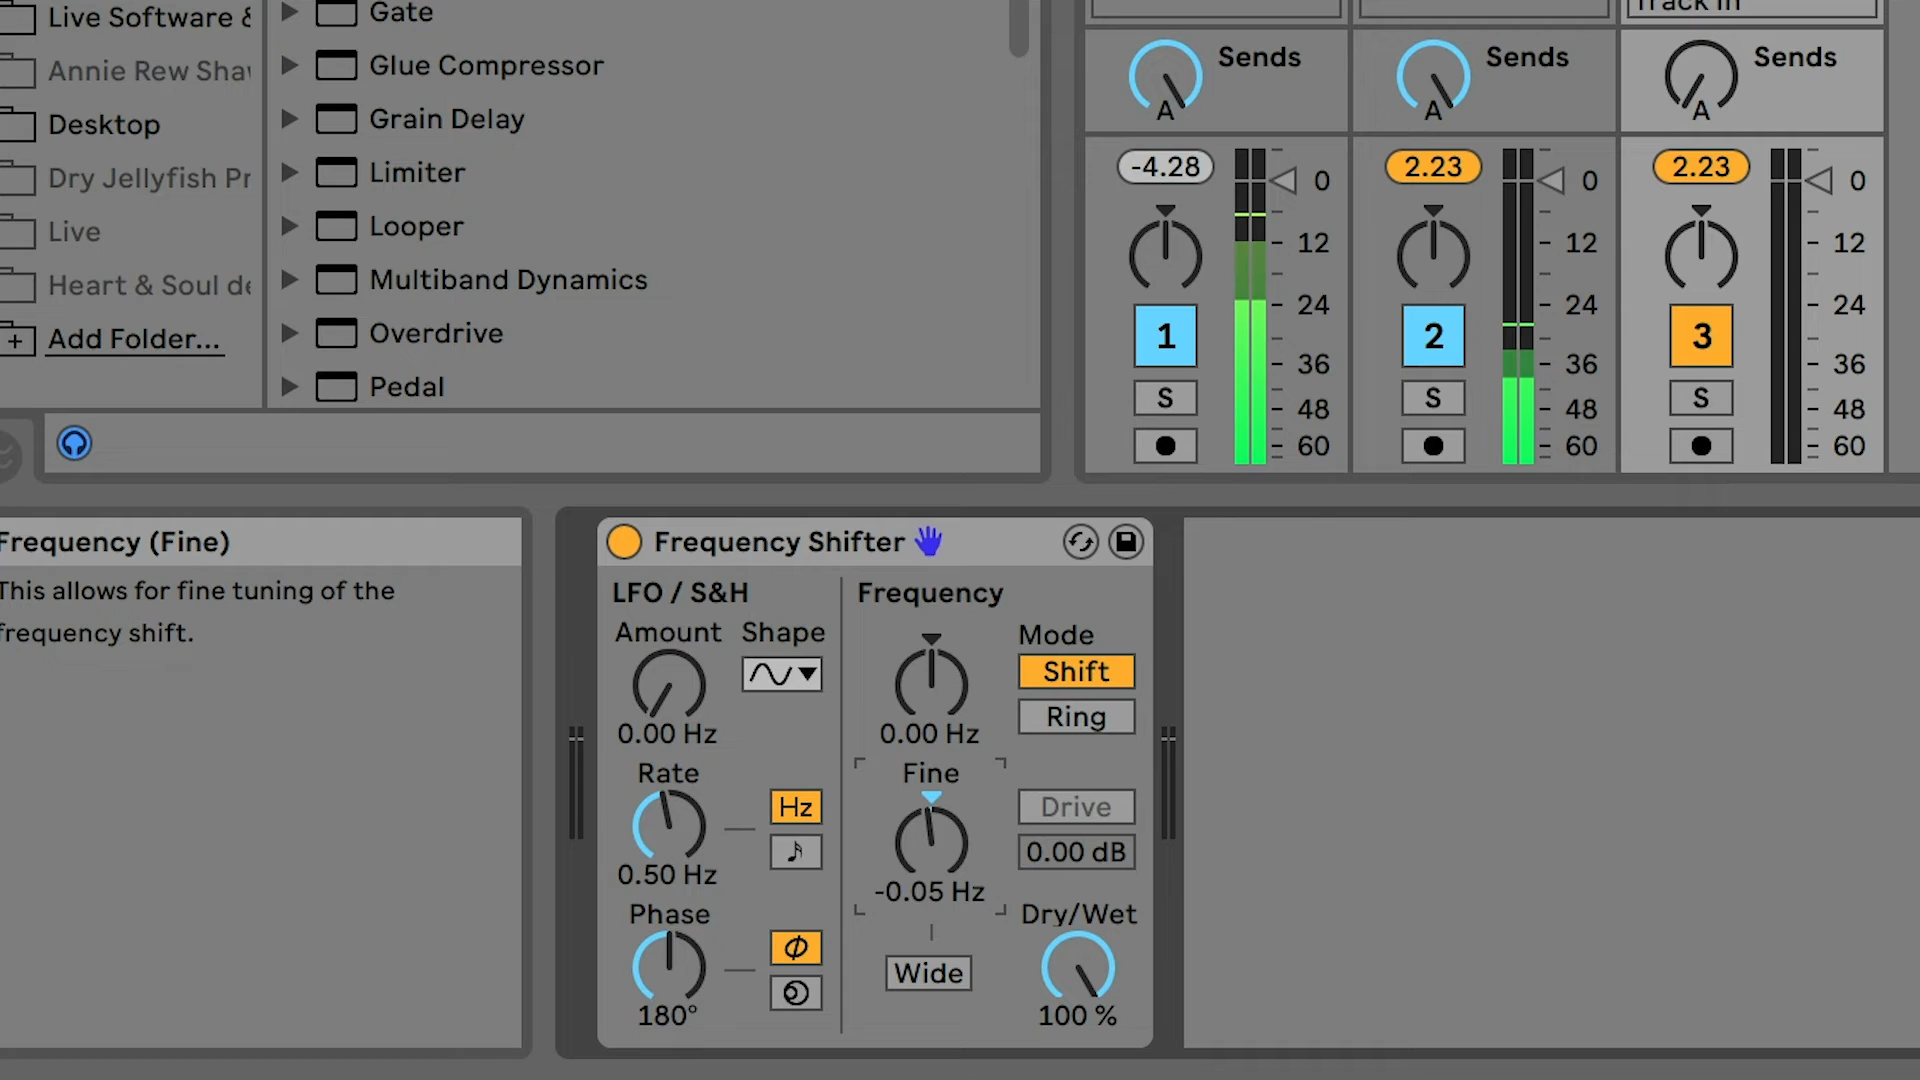 Live Software &
Annie Rew Sha
Desktop
Dry Jellyfish Pr
Live
Heart & Soul de
Add Folder...
Gate
Glue Compressor
Grain Delay
Limiter
Looper
Multiband Dynamics
Overdrive
Pedal
Track In
Sends
A
Sends
A
Sends
A
-4.28
0
12
24
36
48
60
1
S
2.23
0
12
24
36
48
60
2
S
2.23
0
12
24
36
48
60
3
S
Frequency (Fine)
This allows for fine tuning of the
frequency shift.
Frequency Shifter
LFO / S&H
Amount
Shape
0.00 Hz
Rate
Hz
0.50 Hz
Phase
180°
Frequency
0.00 Hz
Fine
-0.05 Hz
Wide
Mode
Shift
Ring
Drive
0.00 dB
Dry/Wet
100 %